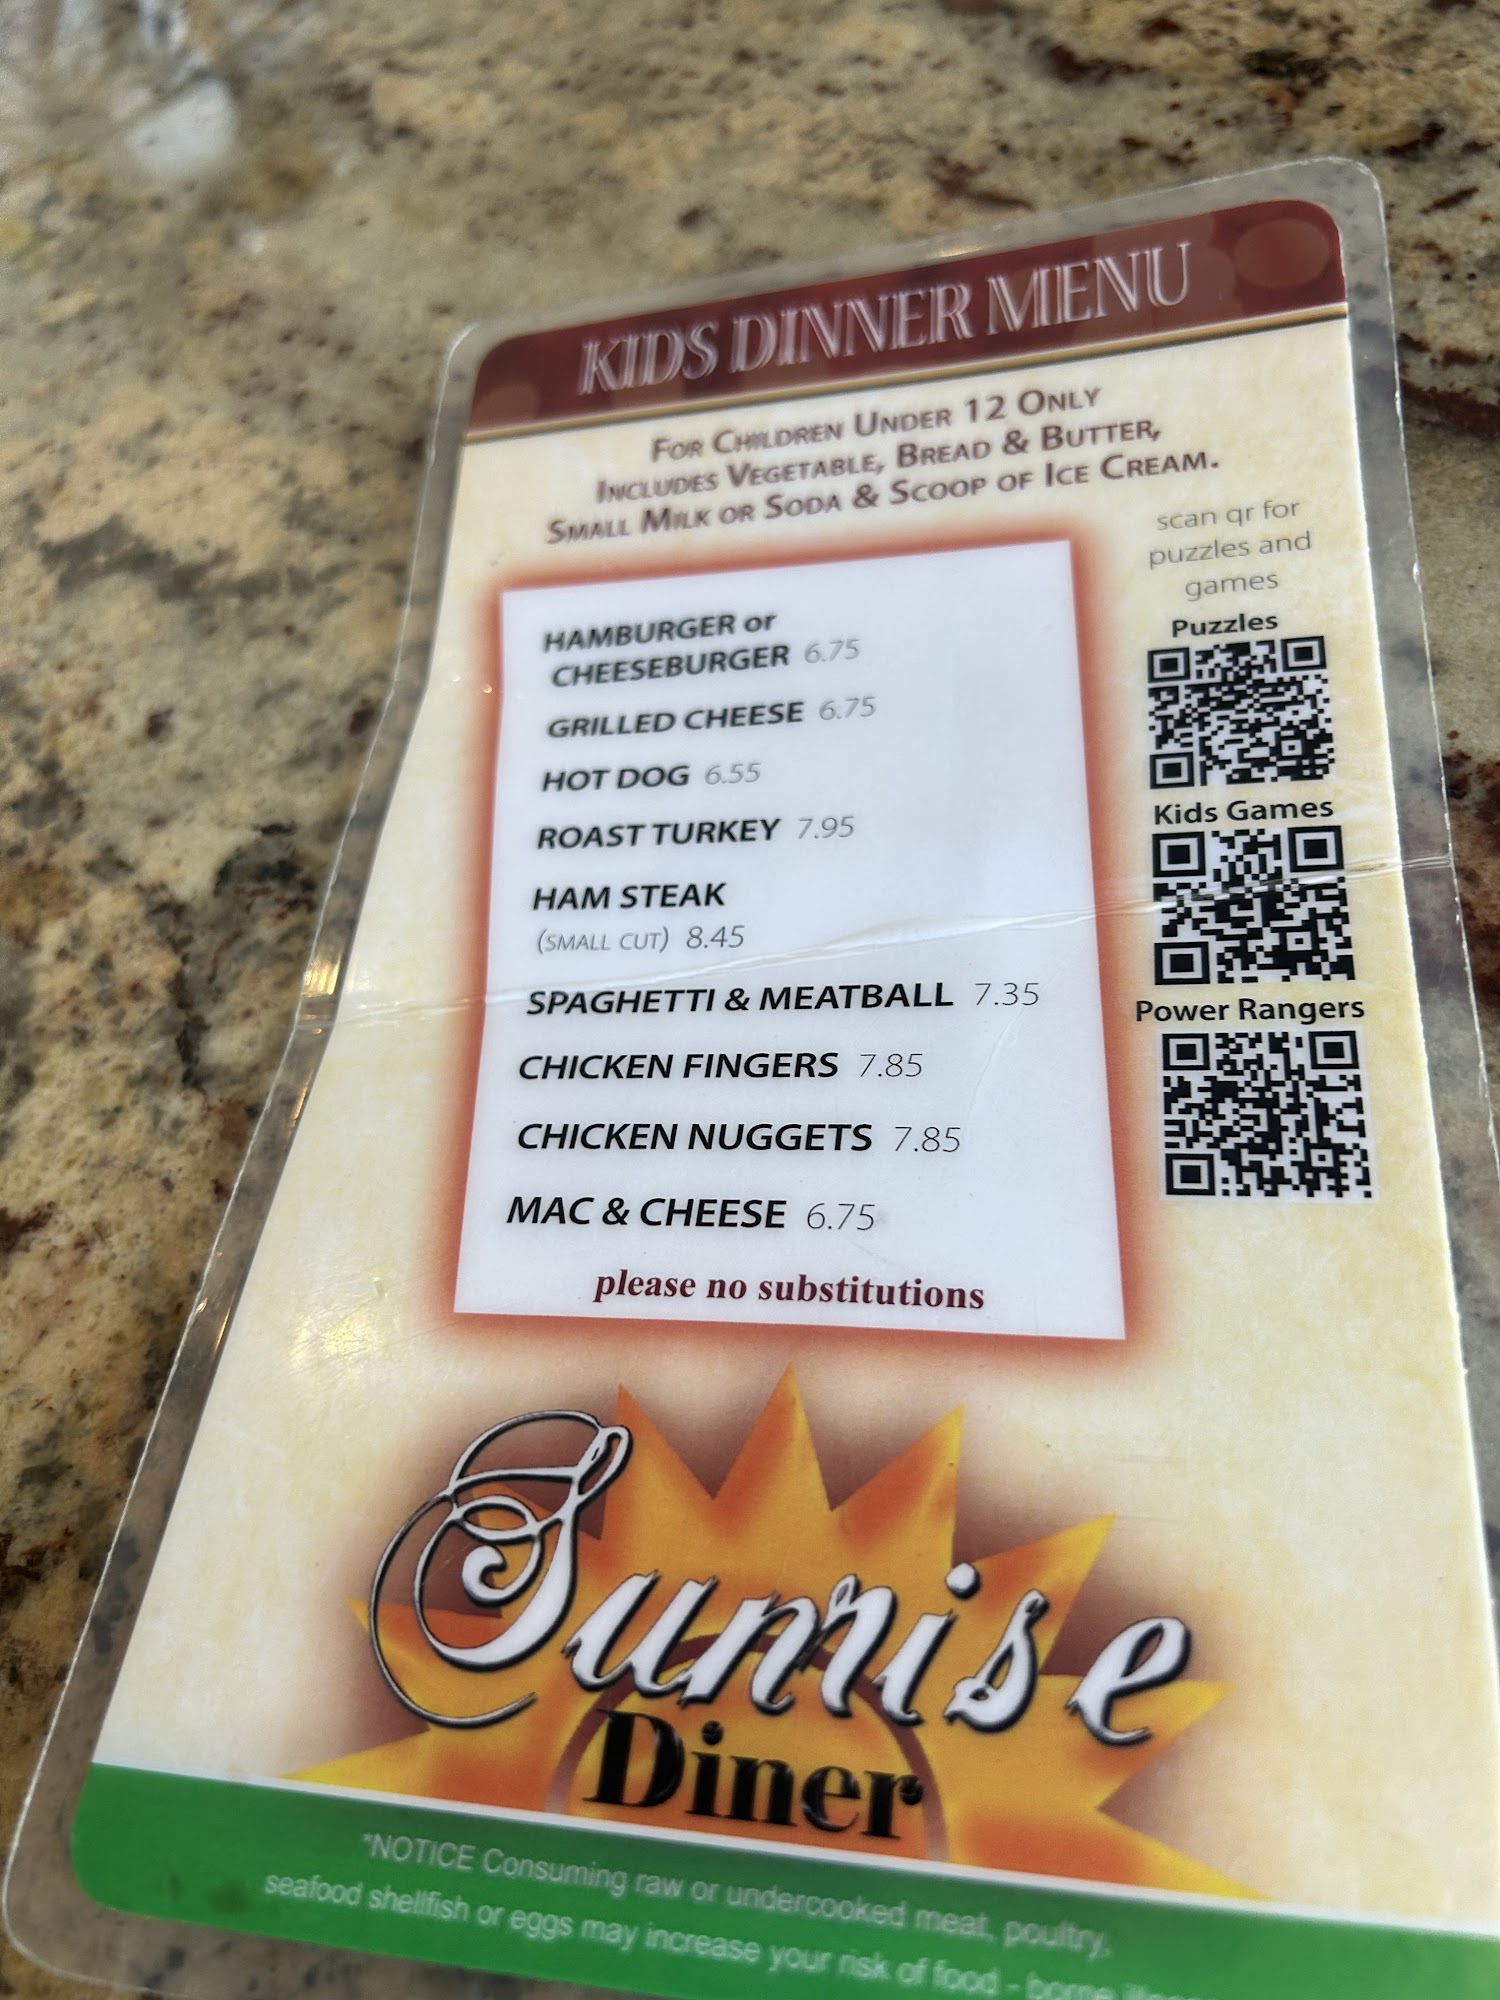 KIDS DINNER MENU
FOR CHILDREN UNDER 12 ONLY
INCLUDES VEGETABLE, BREAD & BUTTER,
SMALL MILK OR SODA & SCOOP OF ICE CREAM.
scan qr for
puzzles and
games
Puzzles
Kids Games
Power Rangers
HAMBURGER or
CHEESEBURGER 6.75
GRILLED CHEESE 6.75
HOT DOG 6.55
ROAST TURKEY 7.95
HAM STEAK
(SMALL CUT) 8.45
SPAGHETTI & MEATBALL 7.35
CHICKEN FINGERS 7.85
CHICKEN NUGGETS 7.85
MAC & CHEESE 6.75
please no substitutions
Sunrise
Diner
*NOTICE Consuming raw or undercooked meat, poultry,
seafood shellfish or eggs may increase your risk of food - borne